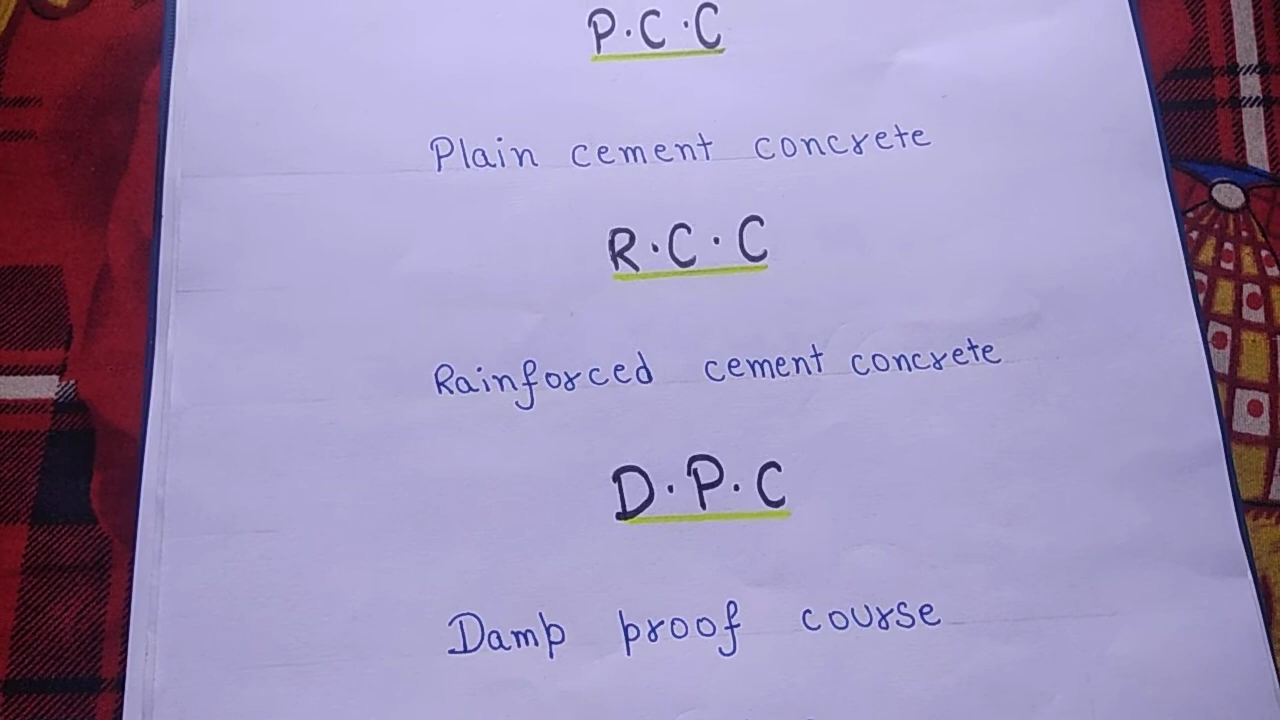 P.C.C
Plain cement concrete
R.C.C
Rainforced cement concrete
D.P.C
Damp proof course